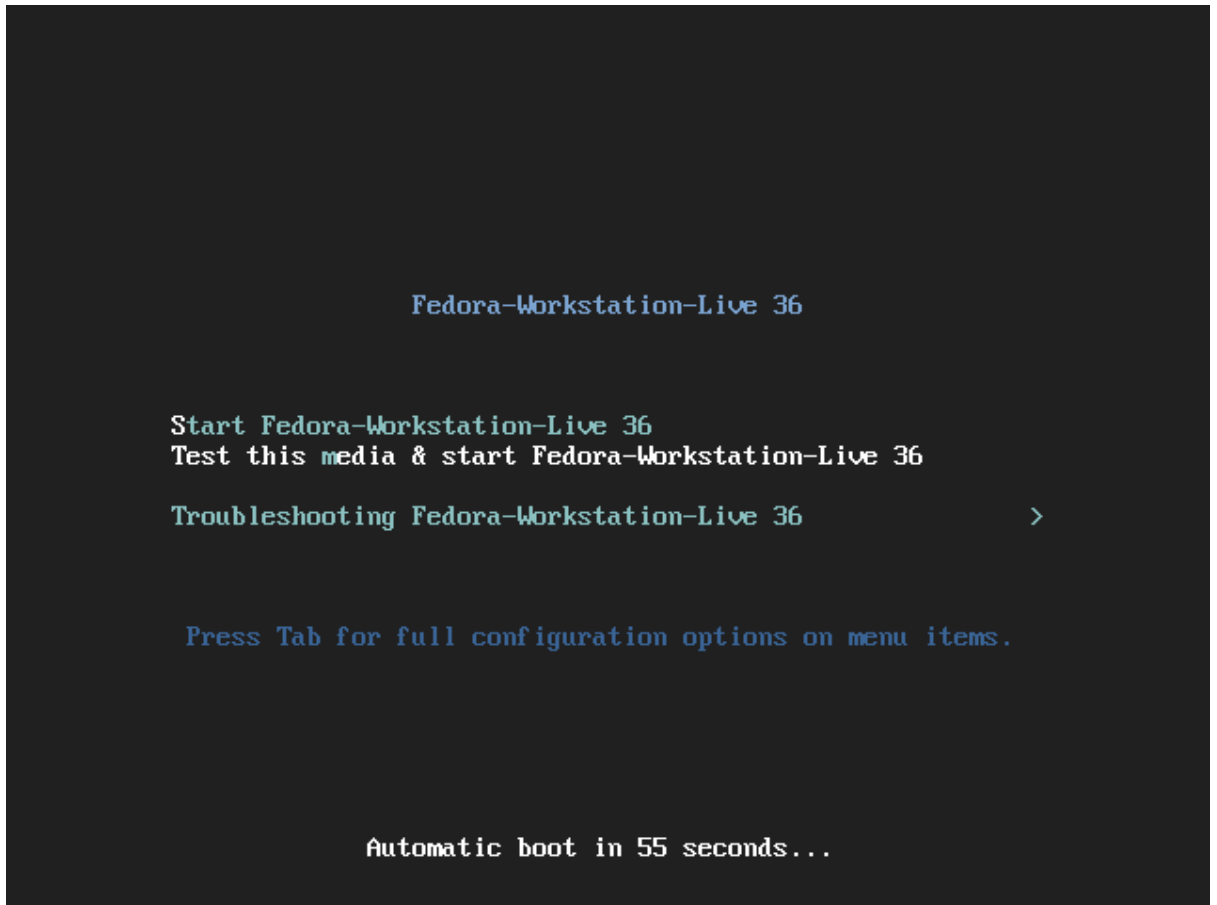 Fedora-Workstation-Live 36
Start Fedora-Workstation-Live 36
Test this media & start Fedora-Workstation-Live 36
Troubleshooting Fedora-Workstation-Live 36 >
Press Tab for full configuration options on menu items.
Automatic boot in 55 seconds...